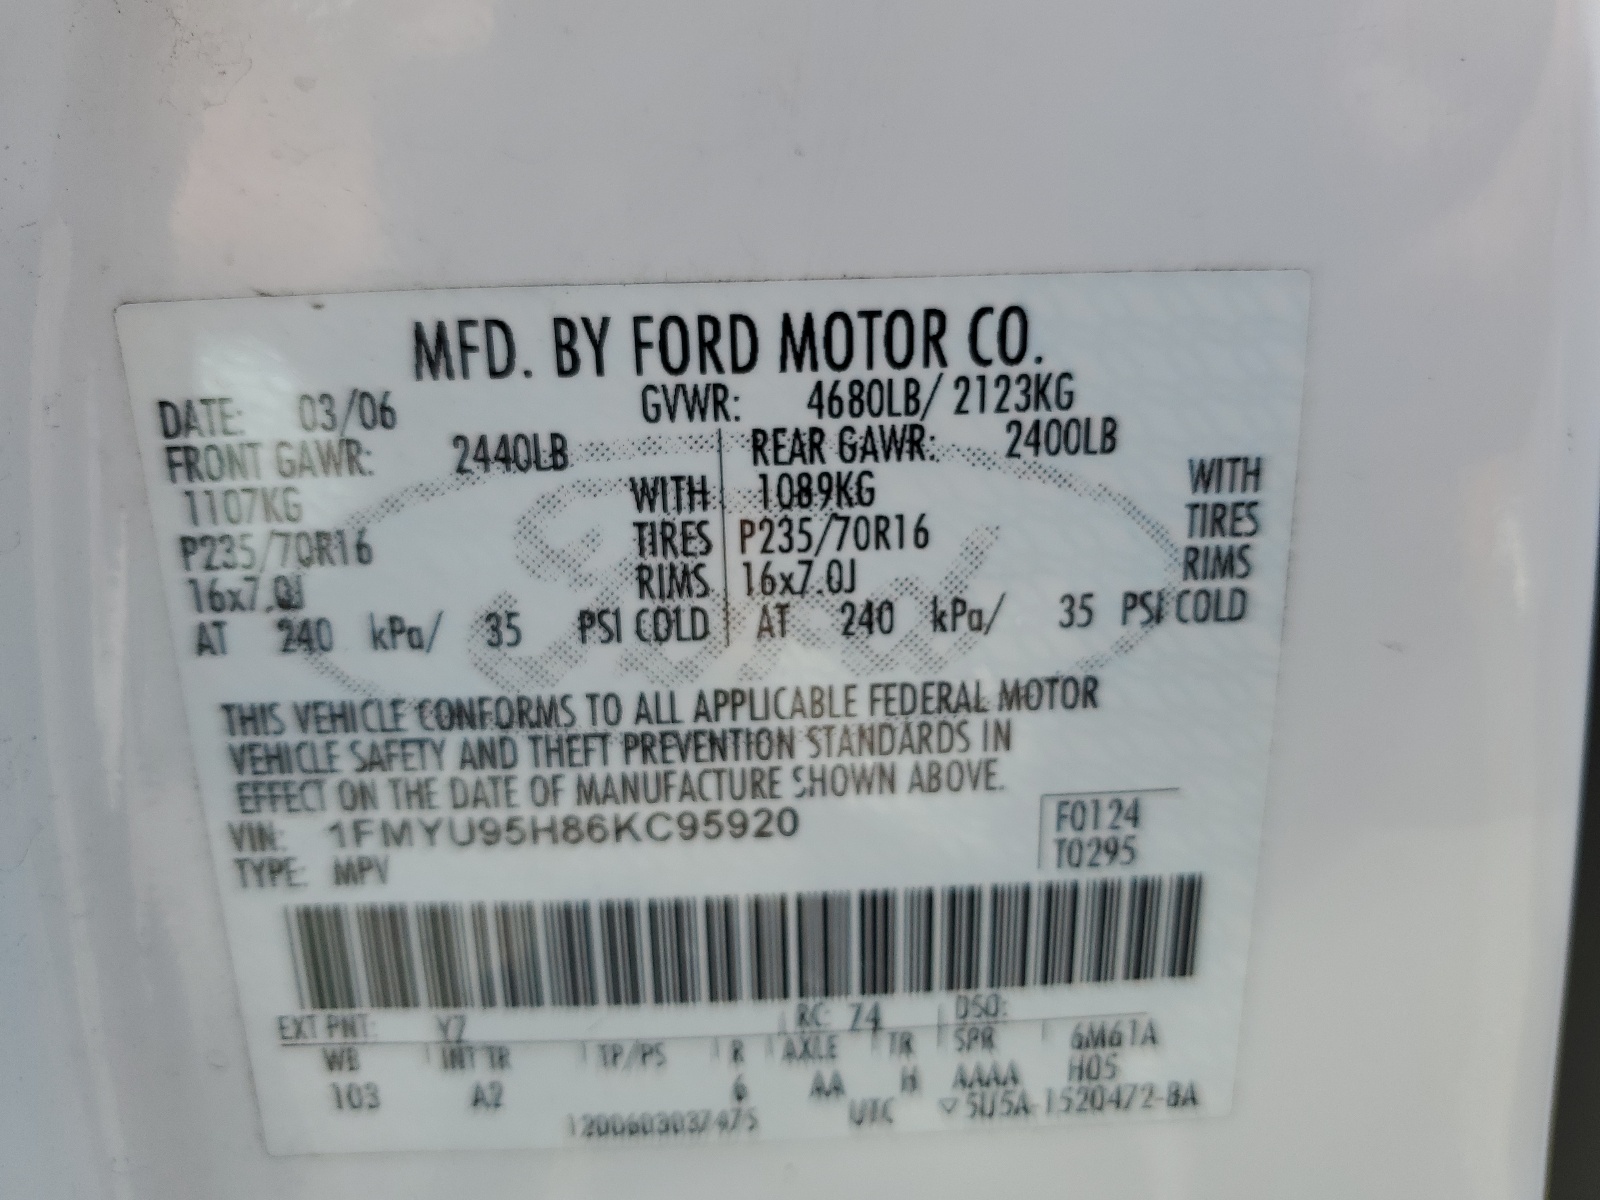 MFD. BY FORD MOTOR CO.
DATE: 03/06 GVWR: 4680LB/ 2123KG
FRONT GAWR: 2440LB REAR GAWR: 2400LB
1107KG WITH 1089KG WITH
P235/70R16 TIRES P235/70R16 TIRES
16x7.0J RIMS 16x7.0J RIMS
AT 240 kPa/ 35 PSI COLD AT 240 kPa/ 35 PSI COLD
THIS VEHICLE CONFORMS TO ALL APPLICABLE FEDERAL MOTOR
VEHICLE SAFETY AND THEFT PREVENTION STANDARDS IN
EFFECT ON THE DATE OF MANUFACTURE SHOWN ABOVE.
VIN: 1FMYU95H86KC95920 F0124
TYPE: MPV T0295
EXT PNT: YZ RC: 74 DSO:
WB INT TR TP/PS R AXLE TR SPR 6M61A
103 A2 6 AA H AAAA H05
UTC ▽5U5A-1520472-BA